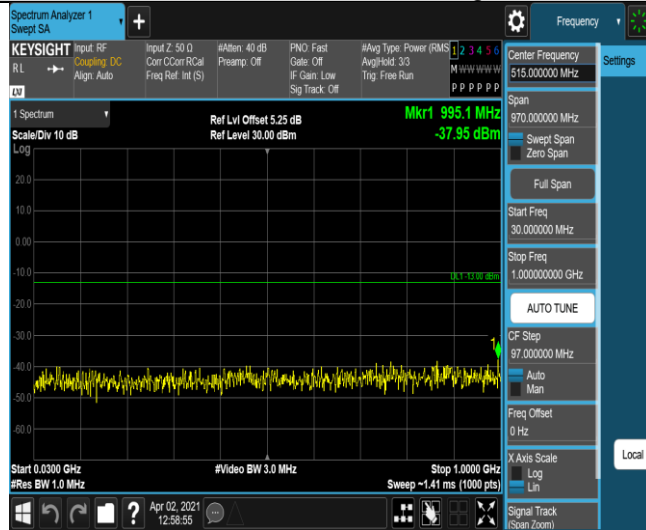 Spectrum Analyzer 1
Swept SA
Frequency
KEYSIGHT
RL
LXI
Input: RF
Coupling: DC
Align: Auto
Input Z: 50 Ω
Corr CCorr RCal
Freq Ref: Int (S)
#Atten: 40 dB
Preamp: Off
PNO: Fast
Gate: Off
IF Gain: Low
Sig Track: Off
#Avg Type: Power (RMS
Avg|Hold: 3/3
Trig: Free Run
1 2 3 4 5 6
M W W W W W
P P P P P P
1 Spectrum
Scale/Div 10 dB
Log
Ref Lvl Offset 5.25 dB
Ref Level 30.00 dBm
Mkr1 995.1 MHz
-37.95 dBm
20.0
10.0
0.00
-10.0
DL1 -13.00 dBm
-20.0
-30.0
1
-40.0
-50.0
-60.0
Start 0.0300 GHz
#Res BW 1.0 MHz
#Video BW 3.0 MHz
Stop 1.0000 GHz
Sweep ~1.41 ms (1000 pts)
?
Apr 02, 2021
12:58:55
Center Frequency
515.000000 MHz
Settings
Span
970.000000 MHz
Swept Span
Zero Span
Full Span
Start Freq
30.000000 MHz
Stop Freq
1.000000000 GHz
AUTO TUNE
CF Step
97.000000 MHz
Auto
Man
Freq Offset
0 Hz
X Axis Scale
Log
Lin
Local
Signal Track
(Span Zoom)